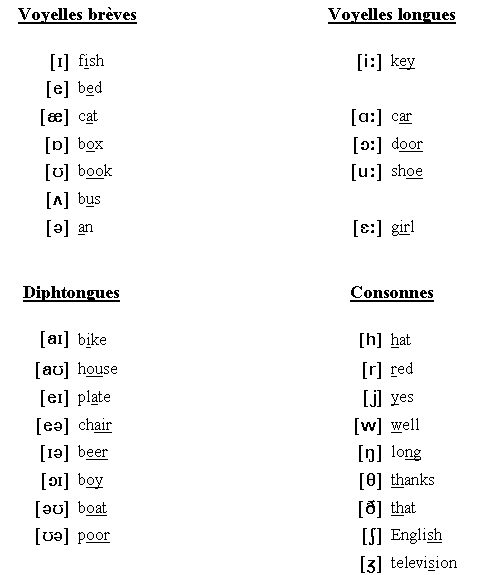 Voyelles brèves
[ɪ] fish
[e] bed
[æ] cat
[ɒ] box
[ʊ] book
[ʌ] bus
[ə] an
Voyelles longues
[iː] key
[ɑː] car
[ɔː] door
[uː] shoe
[ɛː] girl
Diphtongues
[aɪ] bike
[aʊ] house
[eɪ] plate
[eə] chair
[ɪə] beer
[ɔɪ] boy
[əʊ] boat
[ʊə] poor
Consonnes
[h] hat
[r] red
[j] yes
[w] well
[ŋ] long
[θ] thanks
[ð] that
[ʃ] English
[ʒ] television